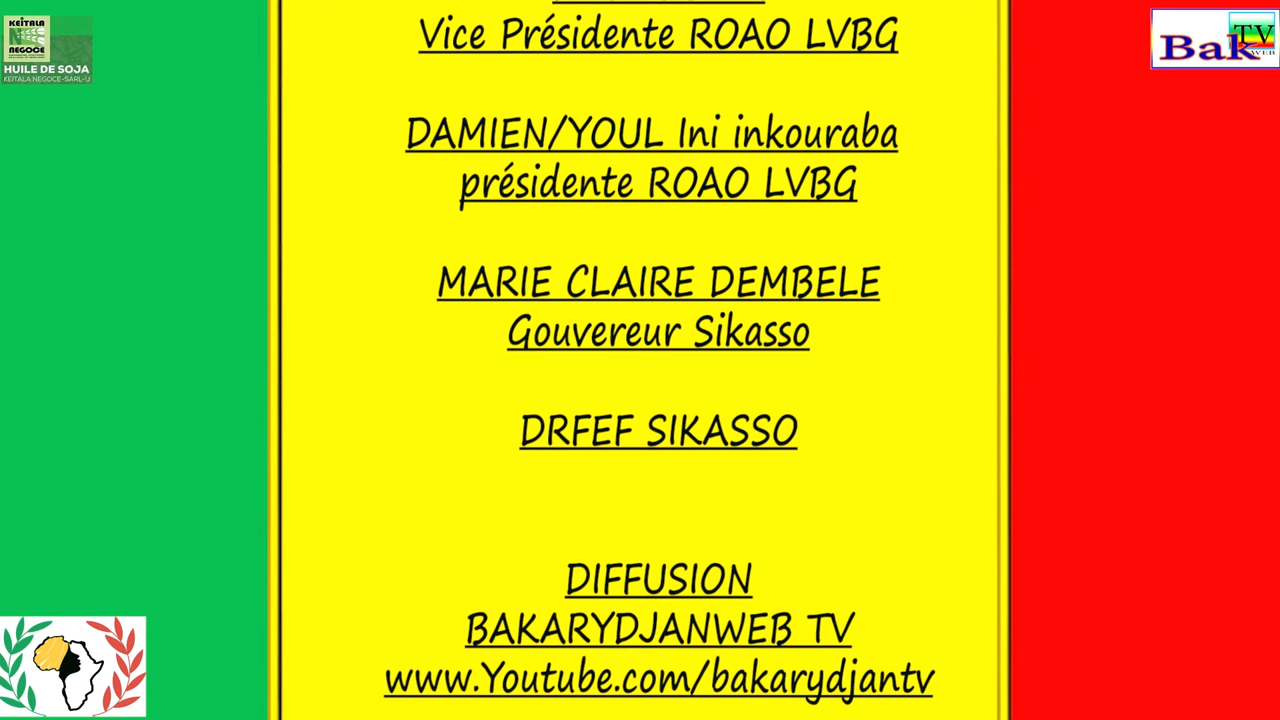 KEITALA
NEGOCE
HUILE DE SOJA
KEITALA NEGOCE-SARL-U
Bak TV
WEB
Vice Présidente ROAO LVBG
DAMIEN/YOUL Ini inkouraba
présidente ROAO LVBG
MARIE CLAIRE DEMBELE
Gouvereur Sikasso
DRFEF SIKASSO
DIFFUSION
BAKARYDJANWEB TV
www.Youtube.com/bakarydjantv